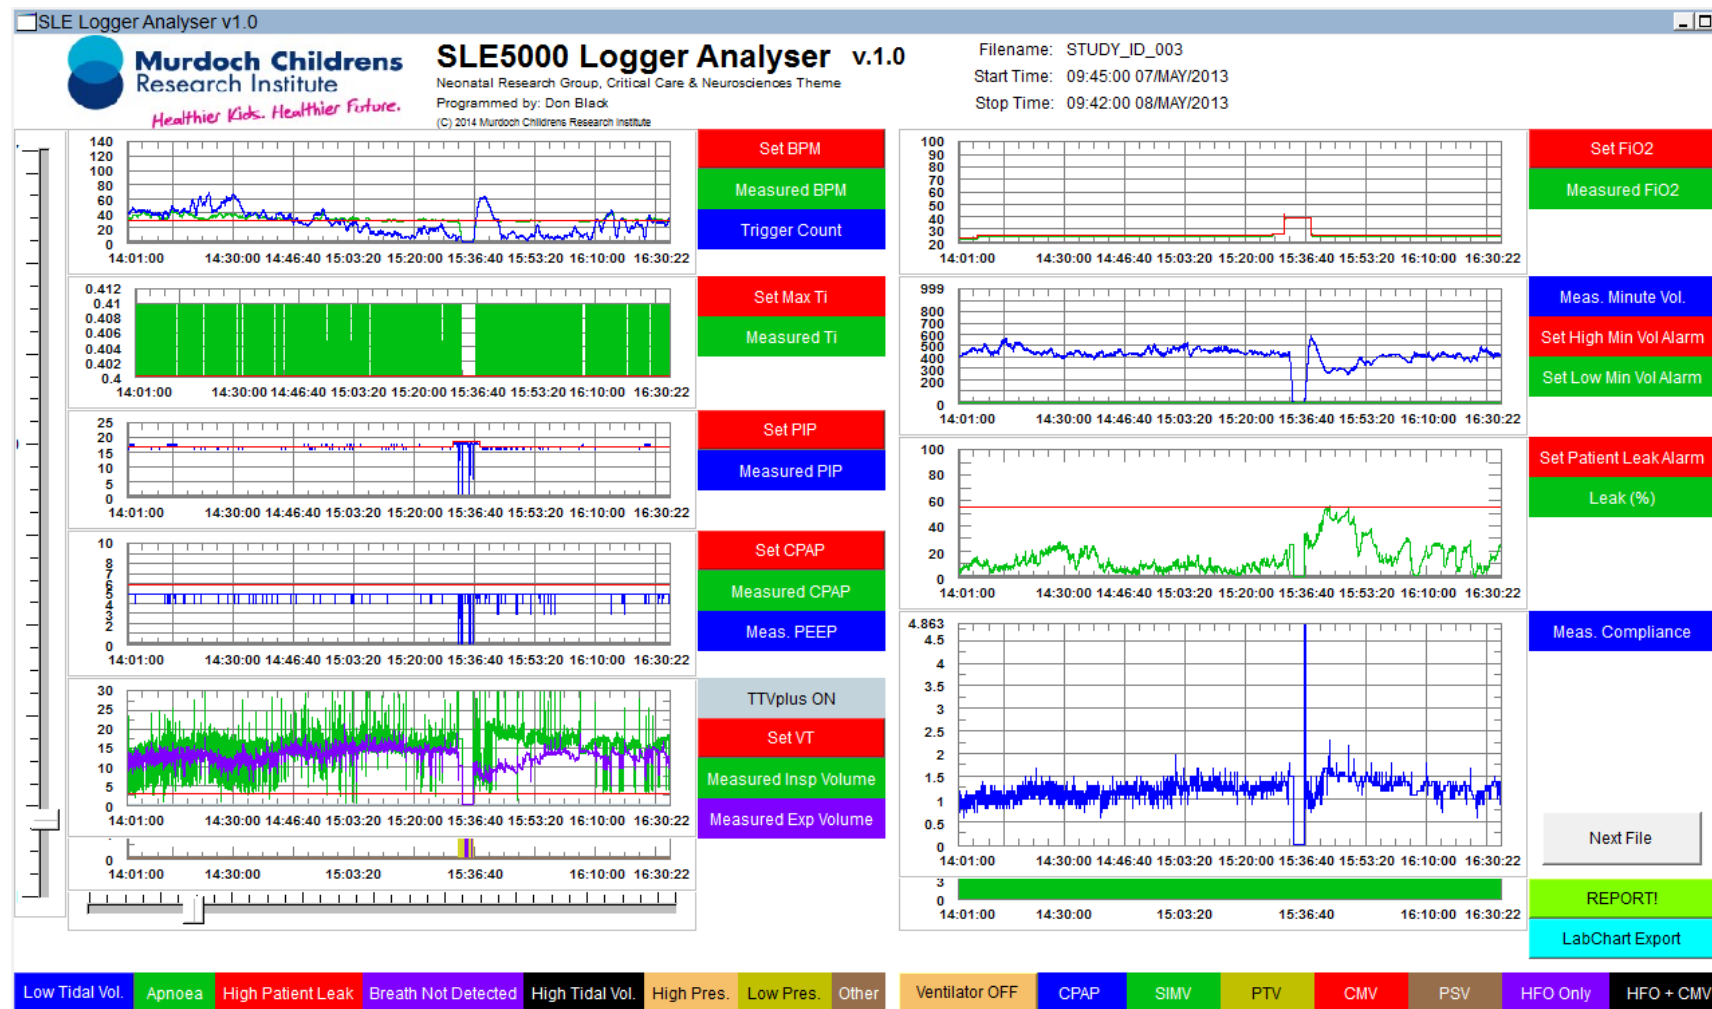 SLE Logger Analyser v1.0
Murdoch Childrens
Research Institute
Healthier Kids. Healthier Future.
SLE5000 Logger Analyser v.1.0
Neonatal Research Group, Critical Care & Neurosciences Theme
Programmed by: Don Black
(C) 2014 Murdoch Childrens Research Institute
Filename: STUDY_ID_003
Start Time: 09:45:00 07/MAY/2013
Stop Time: 09:42:00 08/MAY/2013
140
120
100
80
60
40
20
0
14:01:00 14:30:00 14:46:40 15:03:20 15:20:00 15:36:40 15:53:20 16:10:00 16:30:22
Set BPM
Measured BPM
Trigger Count
0.412
0.41
0.408
0.406
0.404
0.402
0.4
14:01:00 14:30:00 14:46:40 15:03:20 15:20:00 15:36:40 15:53:20 16:10:00 16:30:22
Set Max Ti
Measured Ti
25
20
15
10
5
0
14:01:00 14:30:00 14:46:40 15:03:20 15:20:00 15:36:40 15:53:20 16:10:00 16:30:22
Set PIP
Measured PIP
10
8
7
6
5
4
3
2
0
14:01:00 14:30:00 14:46:40 15:03:20 15:20:00 15:36:40 15:53:20 16:10:00 16:30:22
Set CPAP
Measured CPAP
Meas. PEEP
30
25
20
15
10
5
0
14:01:00 14:30:00 14:46:40 15:03:20 15:20:00 15:36:40 15:53:20 16:10:00 16:30:22
TTVplus ON
Set VT
Measured Insp Volume
Measured Exp Volume
0
14:01:00 14:30:00 15:03:20 15:36:40 16:10:00 16:30:22
100
90
80
70
60
50
40
30
20
14:01:00 14:30:00 14:46:40 15:03:20 15:20:00 15:36:40 15:53:20 16:10:00 16:30:22
Set FiO2
Measured FiO2
999
800
700
600
500
400
300
200
0
14:01:00 14:30:00 14:46:40 15:03:20 15:20:00 15:36:40 15:53:20 16:10:00 16:30:22
Meas. Minute Vol.
Set High Min Vol Alarm
Set Low Min Vol Alarm
100
80
60
40
20
0
14:01:00 14:30:00 14:46:40 15:03:20 15:20:00 15:36:40 15:53:20 16:10:00 16:30:22
Set Patient Leak Alarm
Leak (%)
4.863
4.5
4
3.5
3
2.5
2
1.5
1
0.5
0
14:01:00 14:30:00 14:46:40 15:03:20 15:20:00 15:36:40 15:53:20 16:10:00 16:30:22
Meas. Compliance
Next File
3
0
14:01:00 14:30:00 15:03:20 15:36:40 16:10:00 16:30:22
REPORT!
LabChart Export
Low Tidal Vol. Apnoea High Patient Leak Breath Not Detected High Tidal Vol. High Pres. Low Pres. Other
Ventilator OFF CPAP SIMV PTV CMV PSV HFO Only HFO + CMV